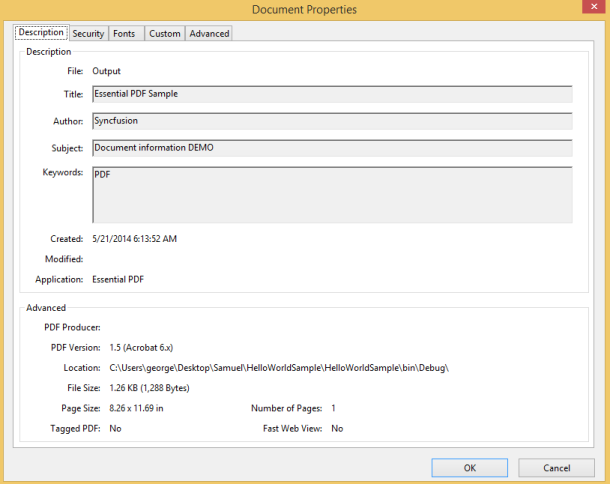 Document Properties
Description Security Fonts Custom Advanced
Description
File: Output
Title: Essential PDF Sample
Author: Syncfusion
Subject: Document information DEMO
Keywords: PDF
Created: 5/21/2014 6:13:52 AM
Modified:
Application: Essential PDF
Advanced
PDF Producer:
PDF Version: 1.5 (Acrobat 6.x)
Location: C:\Users\george\Desktop\Samuel\HelloWorldSample\HelloWorldSample\bin\Debug\
File Size: 1.26 KB (1,288 Bytes)
Page Size: 8.26 x 11.69 in Number of Pages: 1
Tagged PDF: No Fast Web View: No
OK Cancel